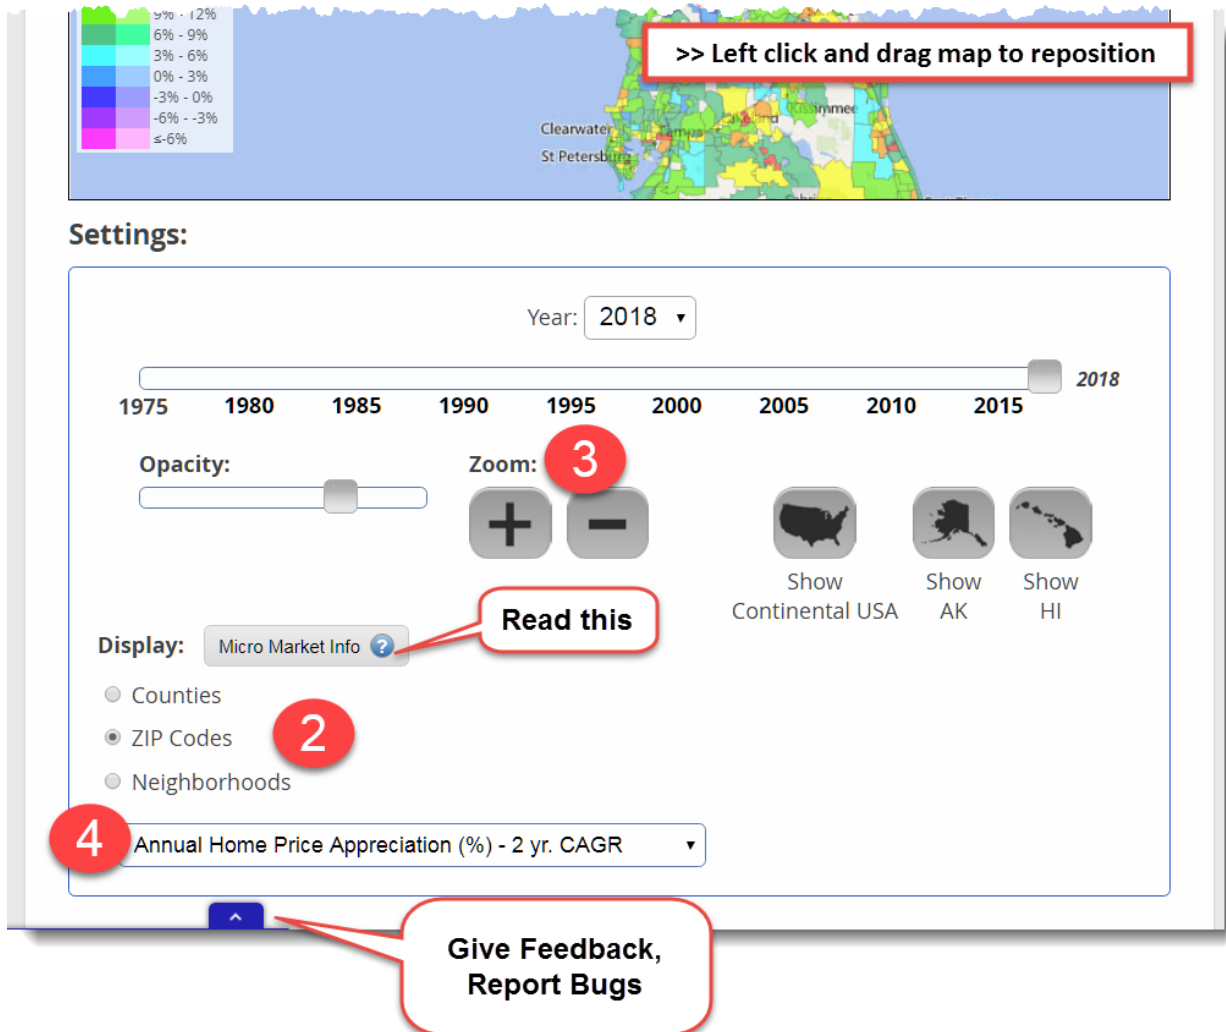 9% - 12%
6% - 9%
3% - 6%
0% - 3%
-3% - 0%
-6% - -3%
≤-6%
>> Left click and drag map to reposition
Kissimmee
Clearwater
St Petersburg
Settings:
Year: 2018
2018
1975 1980 1985 1990 1995 2000 2005 2010 2015
Opacity:
Zoom: 3
Show Continental USA
Show AK
Show HI
Read this
Display: Micro Market Info ?
Counties
ZIP Codes 2
Neighborhoods
4 Annual Home Price Appreciation (%) - 2 yr. CAGR
Give Feedback,
Report Bugs